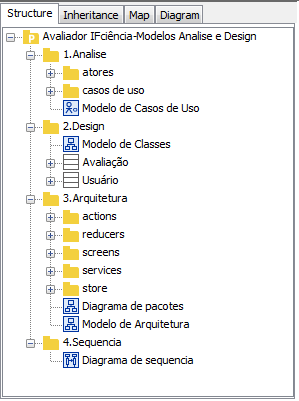 Structure Inheritance Map Diagram
Avaliador IFciência-Modelos Analise e Design
1.Analise
atores
casos de uso
Modelo de Casos de Uso
2.Design
Modelo de Classes
Avaliação
Usuário
3.Arquitetura
actions
reducers
screens
services
store
Diagrama de pacotes
Modelo de Arquitetura
4.Sequencia
Diagrama de sequencia